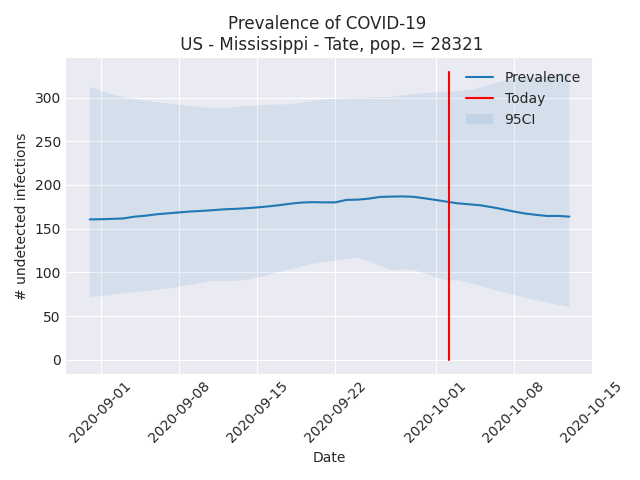 Prevalence of COVID-19
US - Mississippi - Tate, pop. = 28321
Prevalence
Today
95CI
# undetected infections
300
250
200
150
100
50
0
2020-09-01
2020-09-08
2020-09-15
2020-09-22
2020-10-01
2020-10-08
2020-10-15
Date